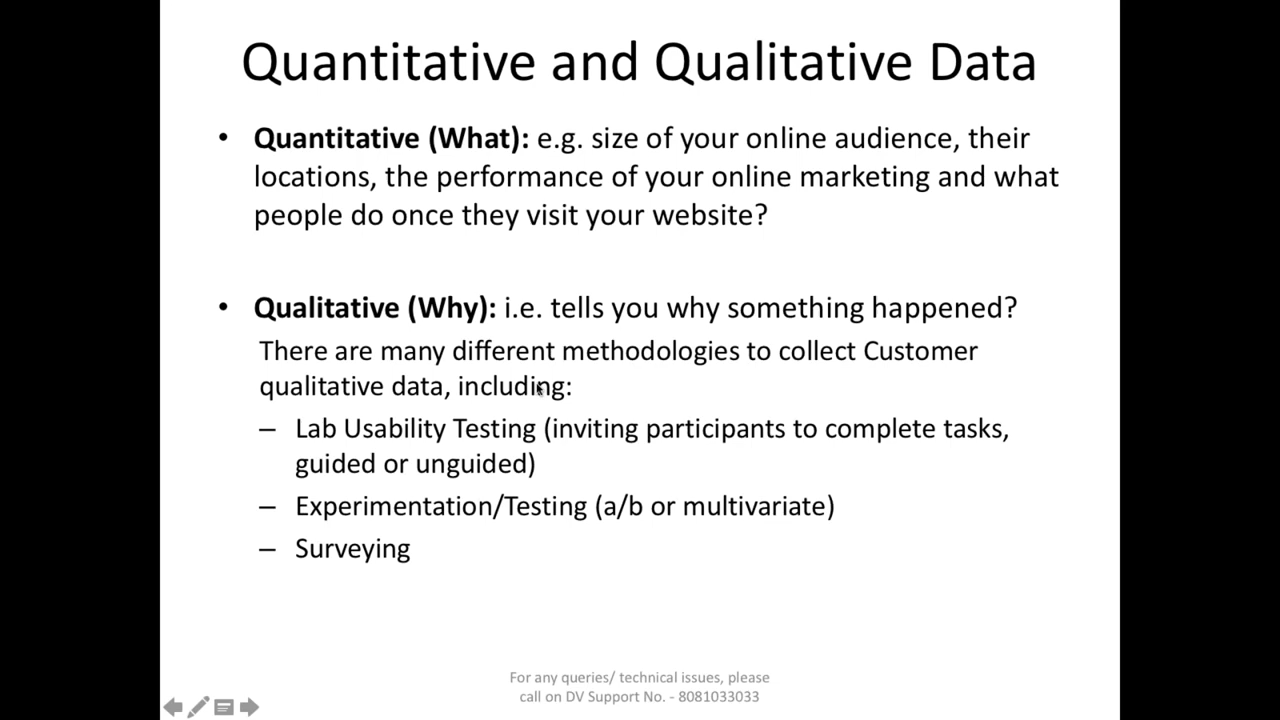 Quantitative and Qualitative Data
• Quantitative (What): e.g. size of your online audience, their
locations, the performance of your online marketing and what
people do once they visit your website?
• Qualitative (Why): i.e. tells you why something happened?
There are many different methodologies to collect Customer
qualitative data, including:
– Lab Usability Testing (inviting participants to complete tasks,
guided or unguided)
– Experimentation/Testing (a/b or multivariate)
– Surveying
For any queries/ technical issues, please
call on DV Support No. - 8081033033